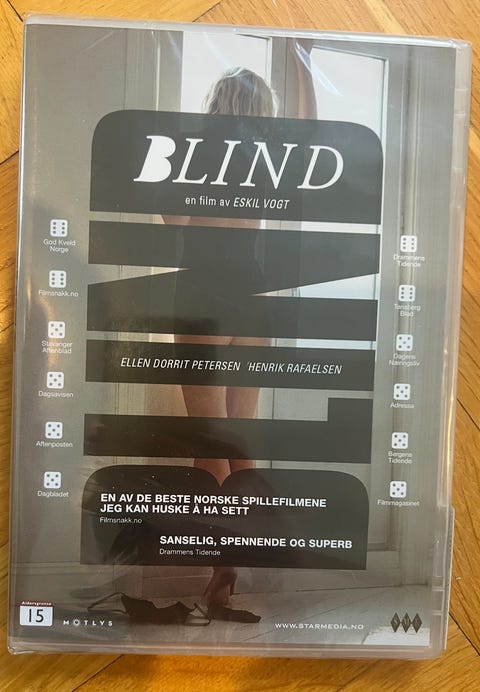 BLIND
en film av ESKIL VOGT
God Kveld
Norge
Filmsnakk.no
Stavanger
Aftenblad
Dagsavisen
Aftenposten
Dagbladet
Drammens
Tidende
Tønsberg
Blad
Dagens
Næringsliv
Adressa
Bergens
Tidende
Filmmagasinet
BLIND
ELLEN DORRIT PETERSEN HENRIK RAFAELSEN
EN AV DE BESTE NORSKE SPILLEFILMENE
JEG KAN HUSKE Å HA SETT
Filmsnakk.no
SANSELIG, SPENNENDE OG SUPERB
Drammens Tidende
Aldersgrense
15
MOTLYS
WWW.STARMEDIA.NO